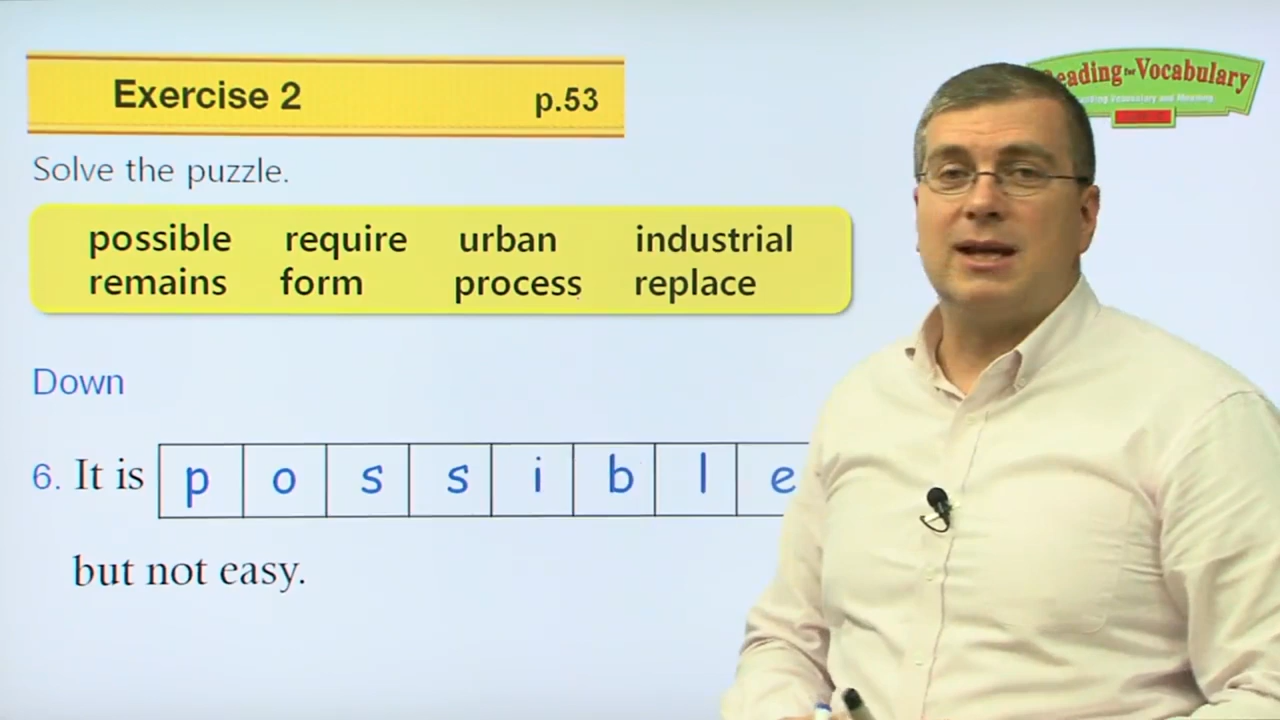 Exercise 2 p.53
Reading for Vocabulary
Solve the puzzle.
possible require urban industrial
remains form process replace
Down
6. It is p o s s i b l e
but not easy.